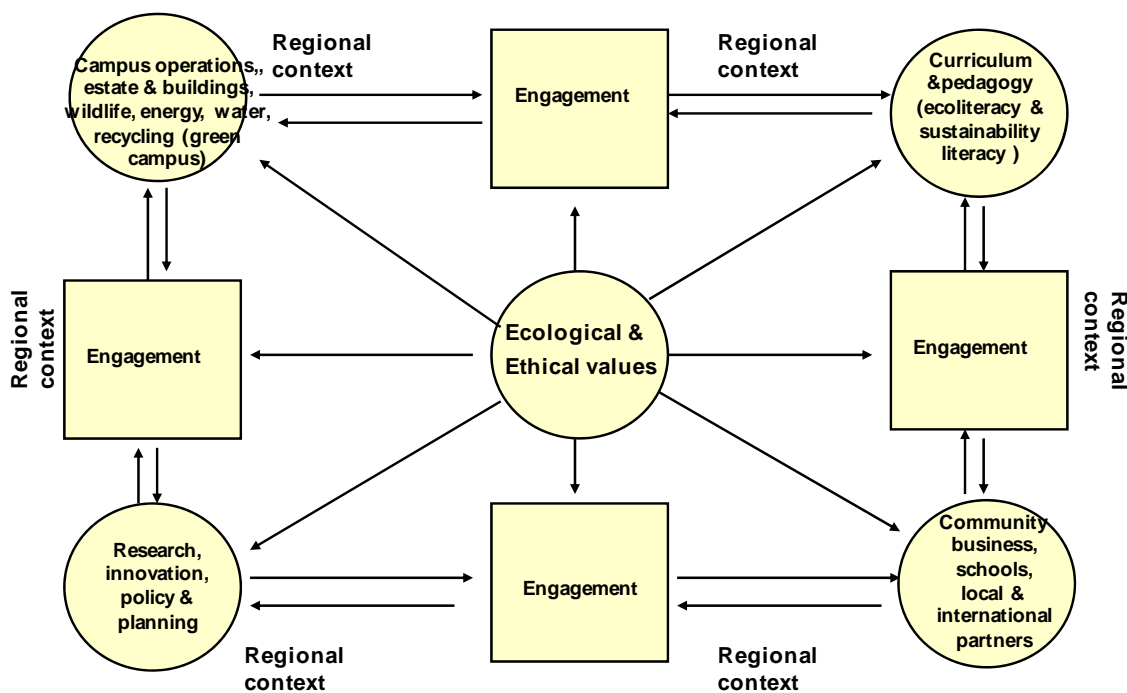 Regional
context
Regional
context
Campus operations,,
estate & buildings,
wildlife, energy, water,
recycling (green
campus)
Engagement
Curriculum
&pedagogy
(ecoliteracy &
sustainability
literacy )
Regional
context
Engagement
Ecological &
Ethical values
Engagement
Regional
context
Research,
innovation,
policy &
planning
Engagement
Community
business,
schools,
local &
international
partners
Regional
context
Regional
context